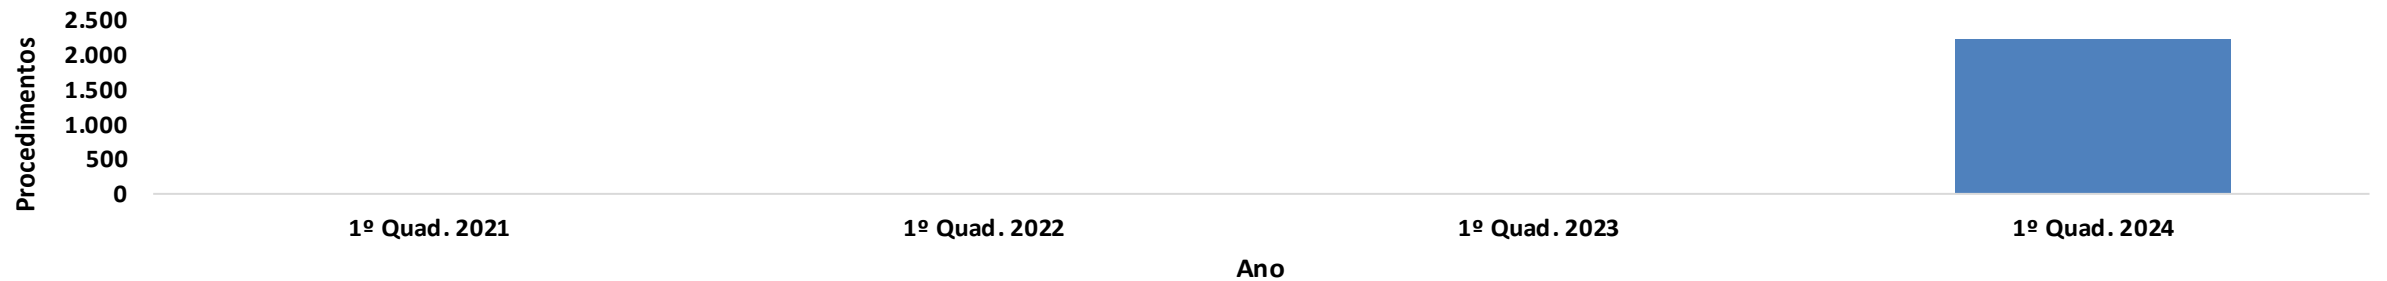 Procedimentos
2.500
2.000
1.500
1.000
500
0
1º Quad. 2021
1º Quad. 2022
1º Quad. 2023
1º Quad. 2024
Ano